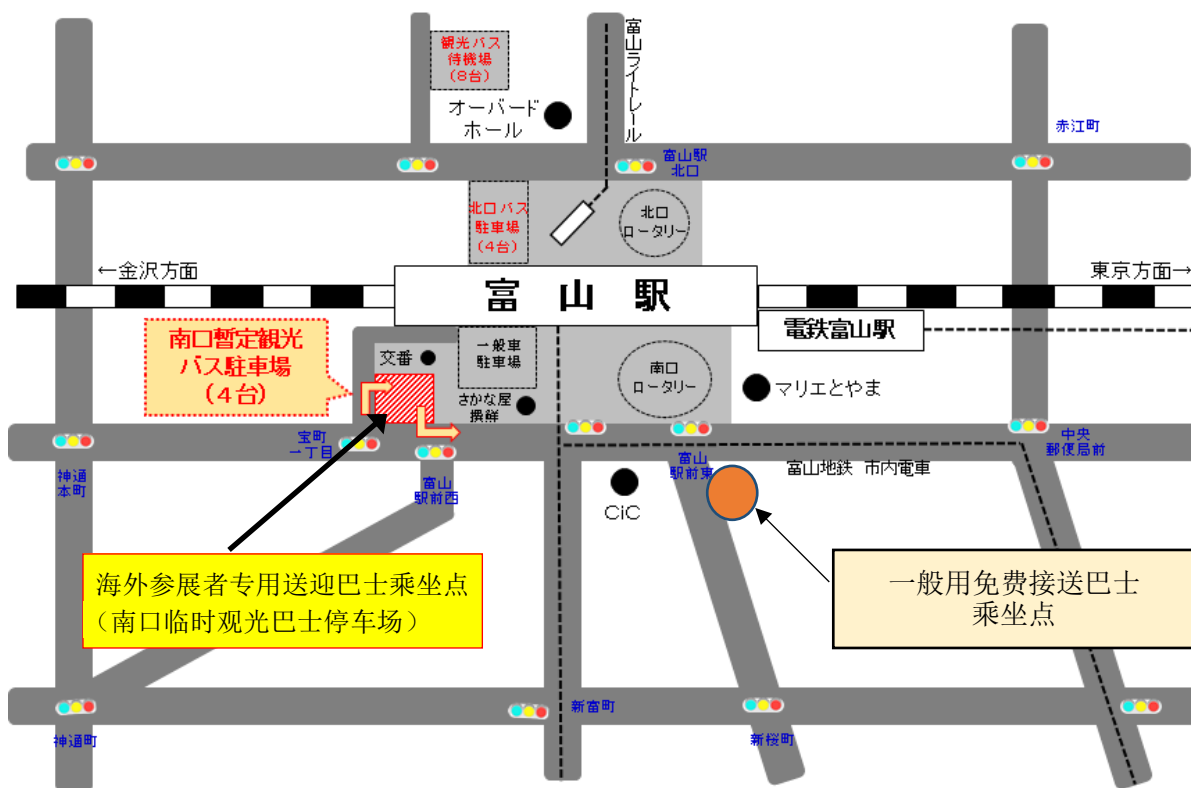 観光バス
待機場
(8台)
富山ライトレール
オーバード
ホール
赤江町
富山駅
北口
北口バス
駐車場
(4台)
北口
ロータリー
←金沢方面
東京方面→
富山駅
電鉄富山駅
南口暫定観光
バス駐車場
(4台)
交番
一般車
駐車場
南口
ロータリー
さかな屋
撰鮮
マリエとやま
宝町
一丁目
神通
本町
富山
駅前西
富山
駅前東
中央
郵便局前
富山地鉄 市内電車
CiC
海外参展者专用送迎巴士乘坐点
（南口临时观光巴士停车场）
一般用免费接送巴士
乘坐点
新富町
神通町
新桜町